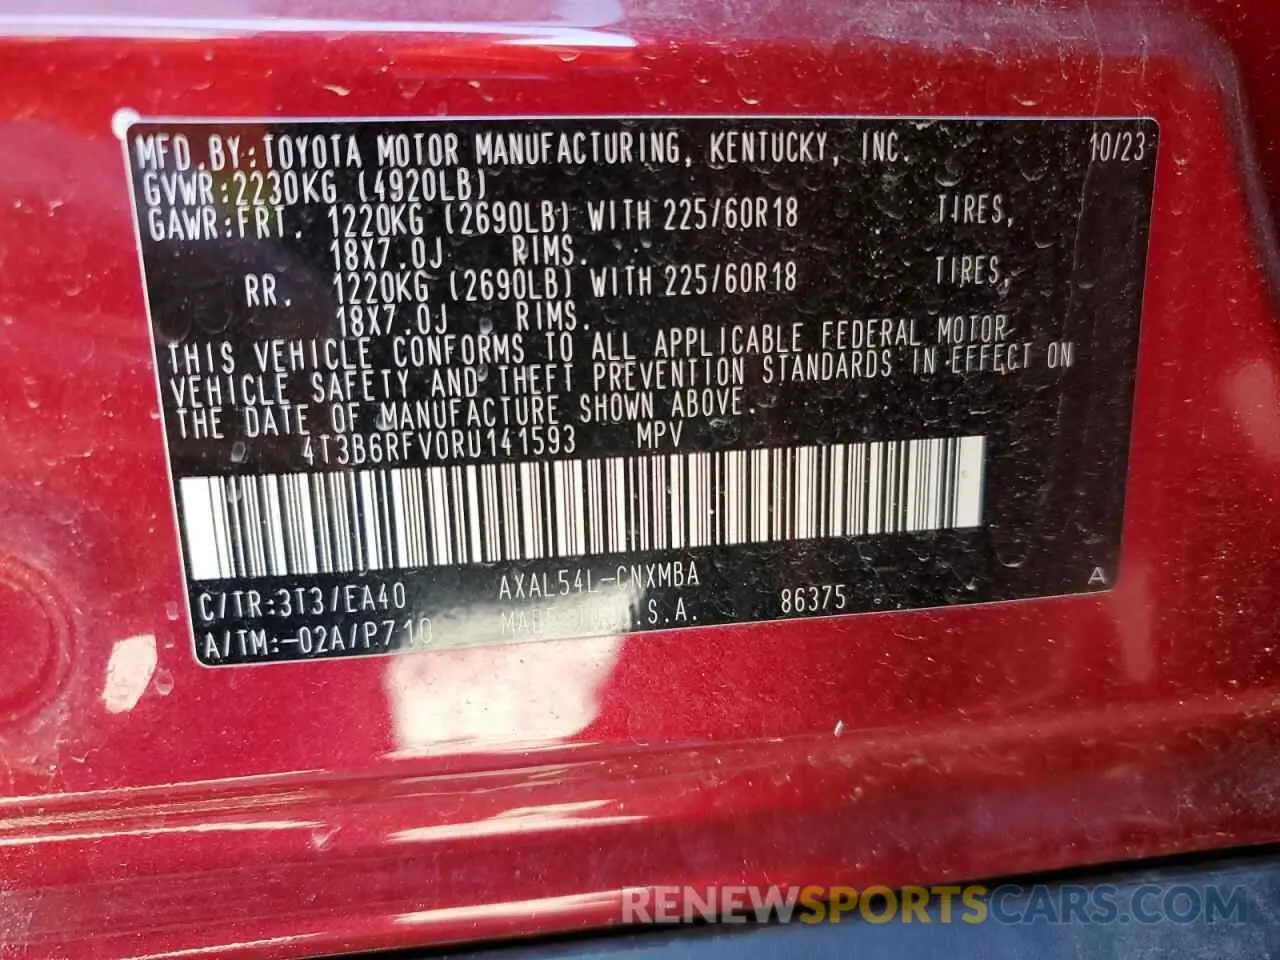 MFD.BY:TOYOTA MOTOR MANUFACTURING, KENTUCKY, INC. 10/23
GVWR:2230KG (4920LB)
GAWR:FRT. 1220KG (2690LB) WITH 225/60R18 TIRES,
18X7.0J RIMS.
RR. 1220KG (2690LB) WITH 225/60R18 TIRES,
18X7.0J RIMS.
THIS VEHICLE CONFORMS TO ALL APPLICABLE FEDERAL MOTOR
VEHICLE SAFETY AND THEFT PREVENTION STANDARDS IN EFFECT ON
THE DATE OF MANUFACTURE SHOWN ABOVE.
4T3B6RFV0RU141593 MPV
C/TR:3T3/EA40 AXAL54L-CNXMBA A
A/TM:-02A/P710 MADE IN U.S.A. 86375
RENEWSPORTSCARS.COM